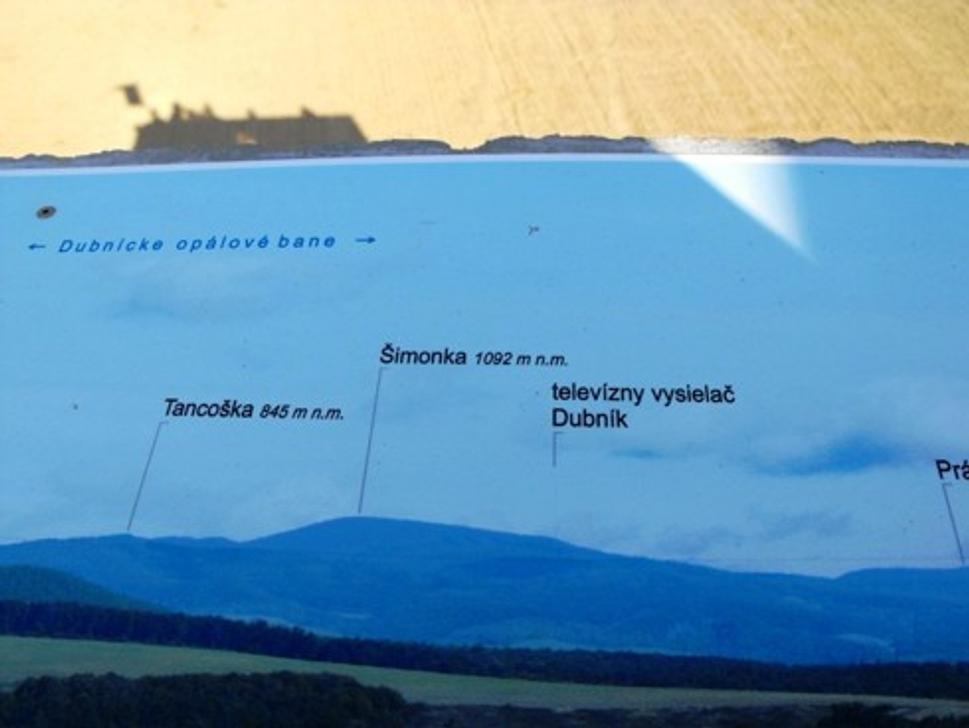 ← Dubnícke opálové bane →
Šimonka 1092 m n.m.
televízny vysielač
Dubník
Tancoška 845 m n.m.